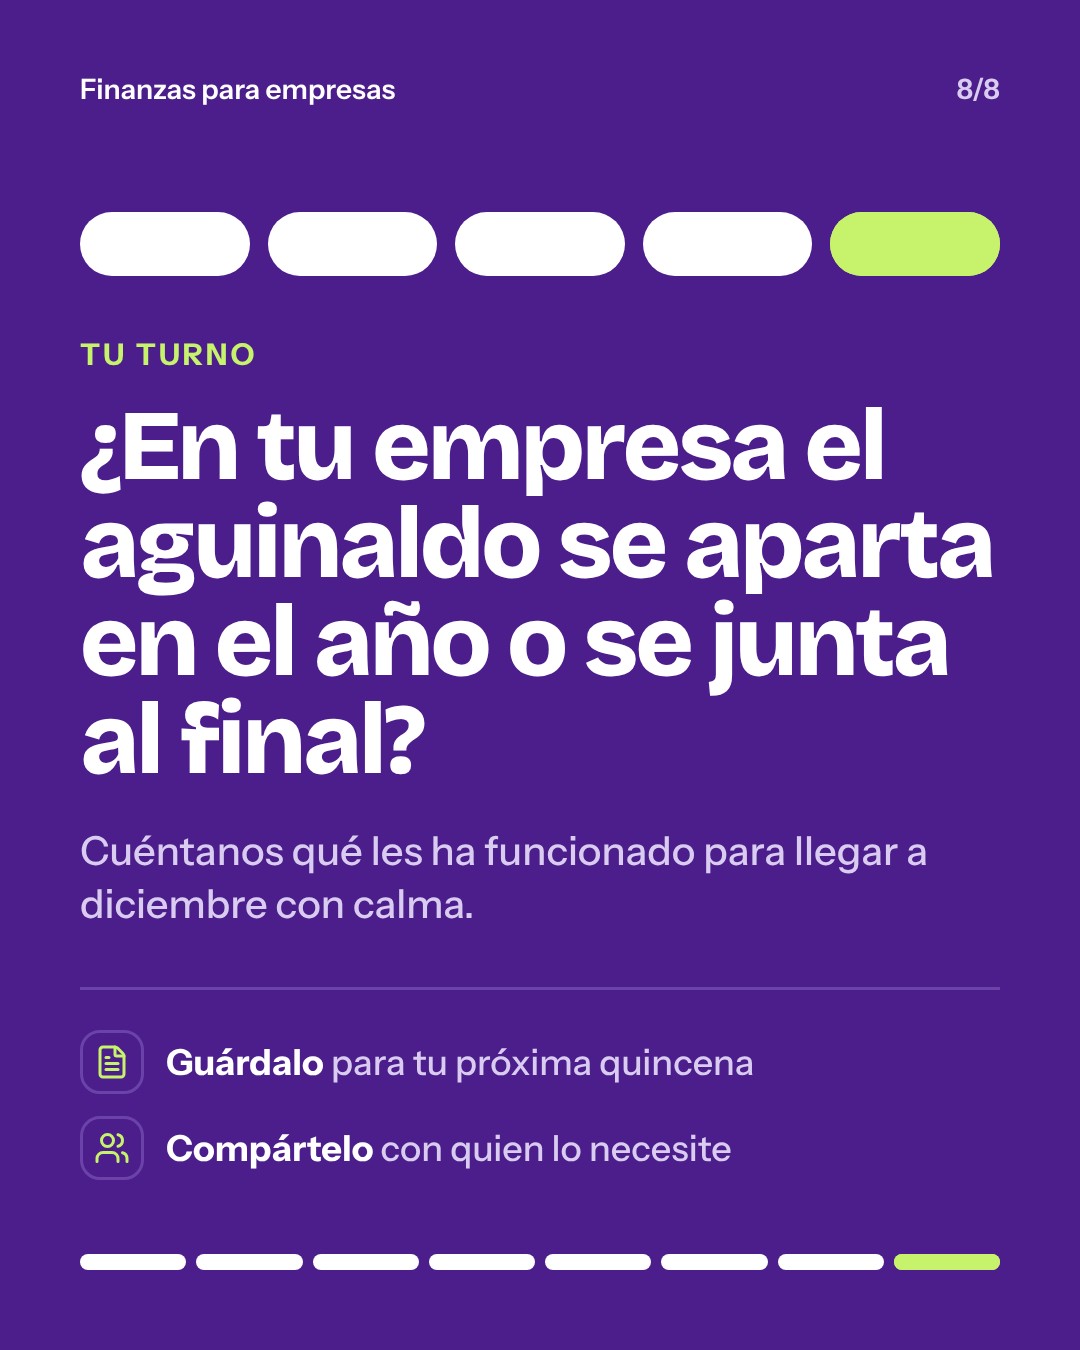 Finanzas para empresas
8/8
TU TURNO
¿En tu empresa el
aguinaldo se aparta
en el año o se junta
al final?
Cuéntanos qué les ha funcionado para llegar a
diciembre con calma.
Guárdalo para tu próxima quincena
Compártelo con quien lo necesite